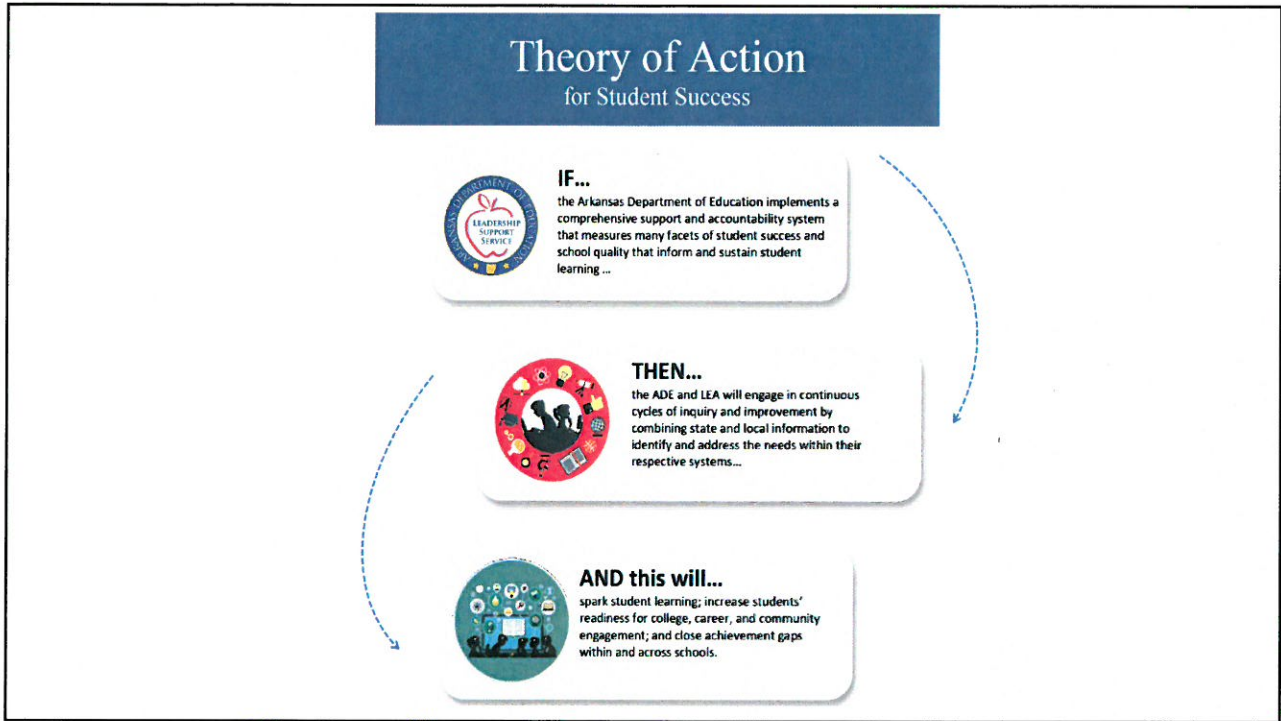 Theory of Action
for Student Success
IF...
the Arkansas Department of Education implements a
comprehensive support and accountability system
that measures many facets of student success and
school quality that inform and sustain student
learning ...
ARKANSAS DEPARTMENT OF EDUCATION
LEADERSHIP
SUPPORT
SERVICE
THEN...
the ADE and LEA will engage in continuous
cycles of inquiry and improvement by
combining state and local information to
identify and address the needs within their
respective systems...
AND this will...
spark student learning; increase students'
readiness for college, career, and community
engagement; and close achievement gaps
within and across schools.